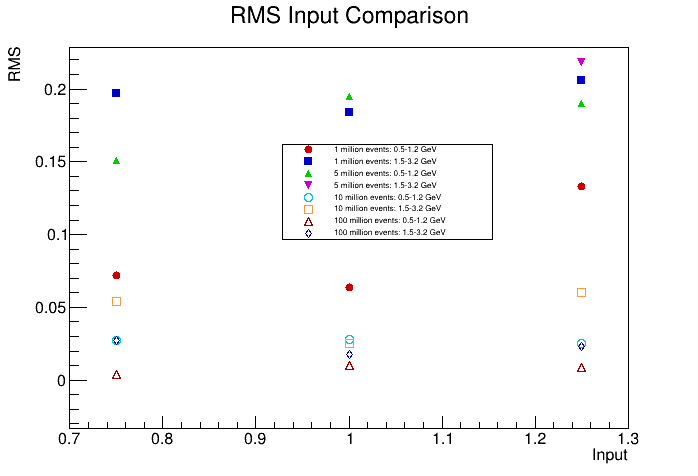 RMS Input Comparison
RMS
0.2
0.15
0.1
0.05
0
1 million events: 0.5-1.2 GeV
1 million events: 1.5-3.2 GeV
5 million events: 0.5-1.2 GeV
5 million events: 1.5-3.2 GeV
10 million events: 0.5-1.2 GeV
10 million events: 1.5-3.2 GeV
100 million events: 0.5-1.2 GeV
100 million events: 1.5-3.2 GeV
0.7 0.8 0.9 1 1.1 1.2 1.3
Input